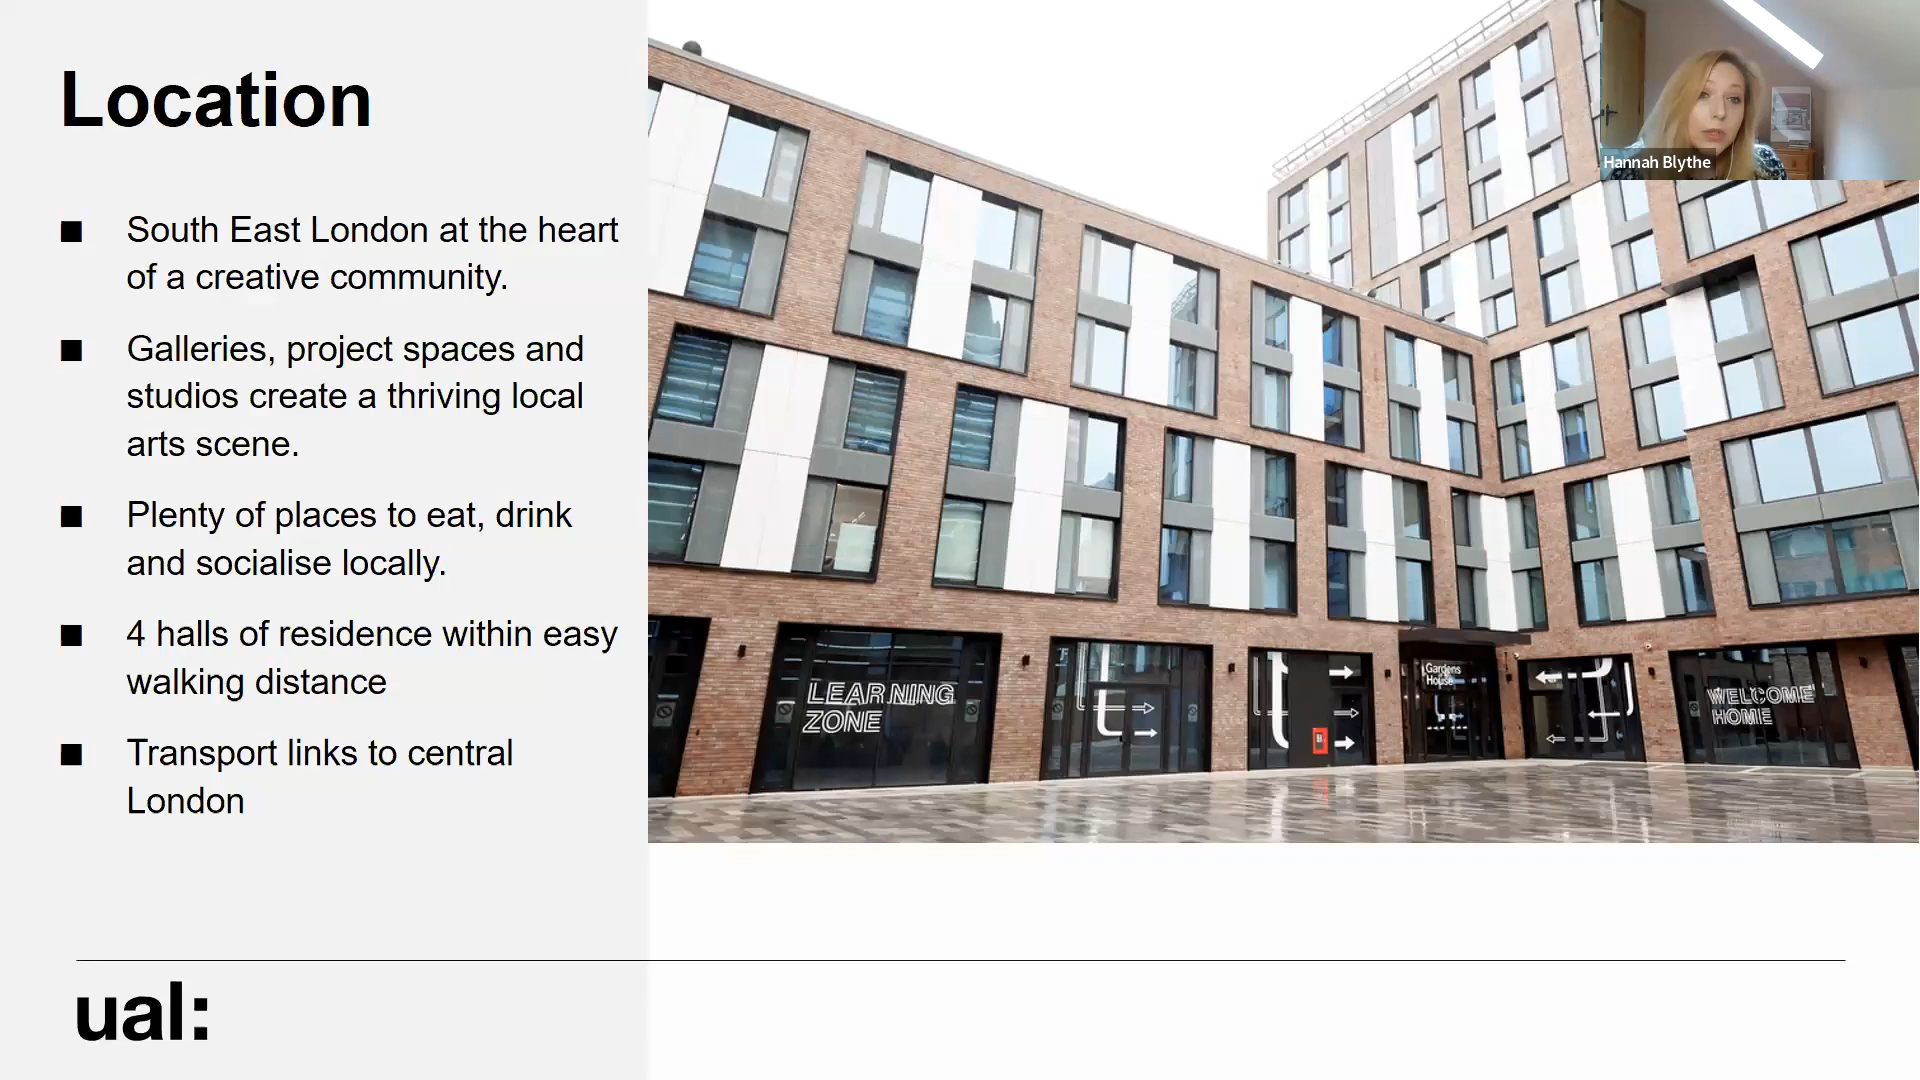 Location
■ South East London at the heart
of a creative community.
■ Galleries, project spaces and
studios create a thriving local
arts scene.
■ Plenty of places to eat, drink
and socialise locally.
■ 4 halls of residence within easy
walking distance
■ Transport links to central
London
Hannah Blythe
LEARNING
ZONE
Gardens
House
WELCOME
HOME
ual: